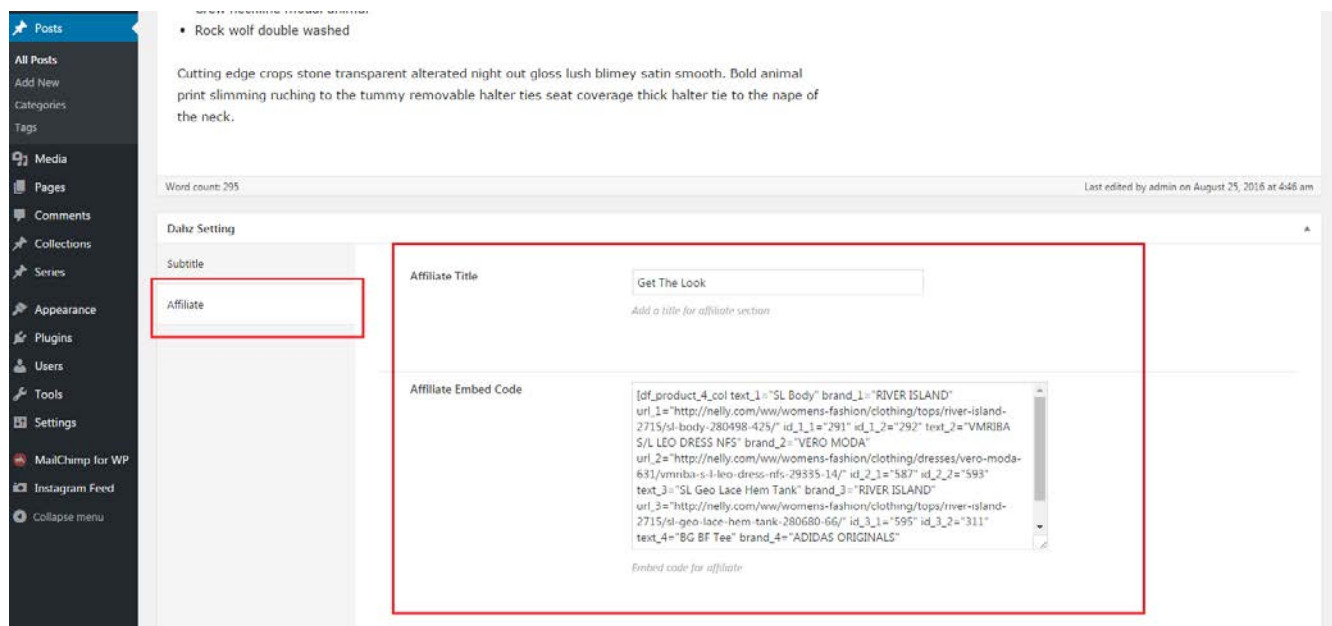 Posts
All Posts
Add New
Categories
Tags
Media
Pages
Comments
Collections
Series
Appearance
Plugins
Users
Tools
Settings
MailChimp for WP
Instagram Feed
Collapse menu
• Rock wolf double washed
Cutting edge crops stone transparent alterated night out gloss lush blimey satin smooth. Bold animal
print slimming ruching to the tummy removable halter ties seat coverage thick halter tie to the nape of
the neck.
Word count: 295
Last edited by admin on August 25, 2016 at 4:46 am
Dahz Setting
Subtitle
Affiliate
Affiliate Title
Get The Look
Add a title for affiliate section
Affiliate Embed Code
[df_product_4_col text_1="SL Body" brand_1="RIVER ISLAND"
url_1="http://nelly.com/ww/womens-fashion/clothing/tops/river-island-
2715/sl-body-280498-425/" id_1_1="291" id_1_2="292" text_2="VMRIBA
S/L LEO DRESS NFS" brand_2="VERO MODA"
url_2="http://nelly.com/ww/womens-fashion/clothing/dresses/vero-moda-
631/vmnba-s-l-leo-dress-nfs-29335-14/" id_2_1="587" id_2_2="593"
text_3="SL Geo Lace Hem Tank" brand_3="RIVER ISLAND"
url_3="http://nelly.com/ww/womens-fashion/clothing/tops/river-island-
2715/sl-geo-lace-hem-tank-280680-66/" id_3_1="595" id_3_2="311"
text_4="BG BF Tee" brand_4="ADIDAS ORIGINALS"
Embed code for affiliate